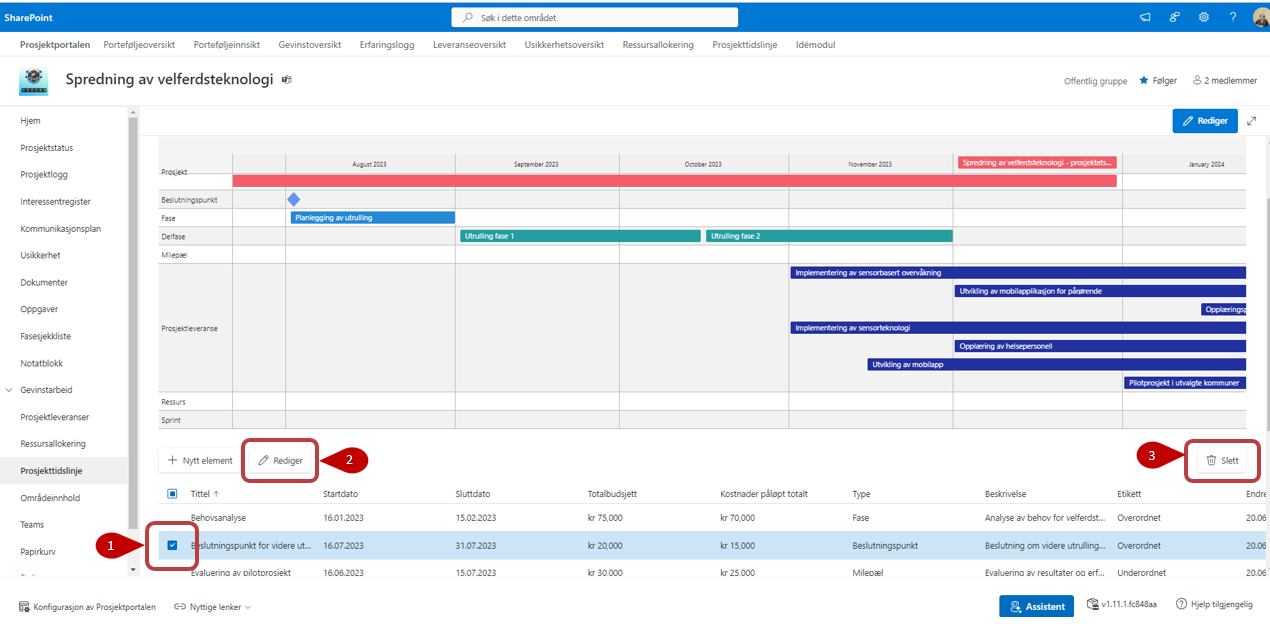 SharePoint
Søk i dette området
?
Prosjektportalen Porteføljeoversikt Porteføljeinnsikt Gevinstoversikt Erfaringslogg Leveranseoversikt Usikkerhetsoversikt Ressursallokering Prosjekttidslinje Idémodul
Spredning av velferdsteknologi
Offentlig gruppe Følger 2 medlemmer
Rediger
Hjem
Prosjektstatus
Prosjektlogg
Interessentregister
Kommunikasjonsplan
Usikkerhet
Dokumenter
Oppgaver
Fasesjekkliste
Notatblokk
Gevinstarbeid
Prosjektleveranser
Ressursallokering
Prosjekttidslinje
Områdeinnhold
Teams
Papirkurv
August 2023 September 2023 October 2023 November 2023 January 2024
Spredning av velferdsteknologi - prosjektets...
Prosjekt
Beslutningspunkt
Fase Planlegging av utrulling
Delfase Utrulling fase 1 Utrulling fase 2
Milepæl
Implementering av sensorbasert overvåkning
Utvikling av mobilapplikasjon for pårørende
Opplæringsp
Prosjektleveranse Implementering av sensorteknologi
Opplæring av helsepersonell
Utvikling av mobilapp
Pilotprosjekt i utvalgte kommuner
Ressurs
Sprint
Nytt element Rediger 2 3 Slett
Tittel ↑ Startdato Sluttdato Totalbudsjett Kostnader påløpt totalt Type Beskrivelse Etikett Endre
Behovsanalyse 16.01.2023 15.02.2023 kr 75,000 kr 70,000 Fase Analyse av behov for velferdst... Overordnet 20.06
1 Beslutningspunkt for videre ut... 16.07.2023 31.07.2023 kr 20,000 kr 15,000 Beslutningspunkt Beslutning om videre utrulling... Overordnet 20.06
Evaluering av pilotprosjekt 16.06.2023 15.07.2023 kr 30,000 kr 25,000 Milepæl Evaluering av resultater og erf... Underordnet 20.06
Konfigurasjon av Prosjektportalen Nyttige lenker Assistent v1.11.1.fc848aa Hjelp tilgjengelig